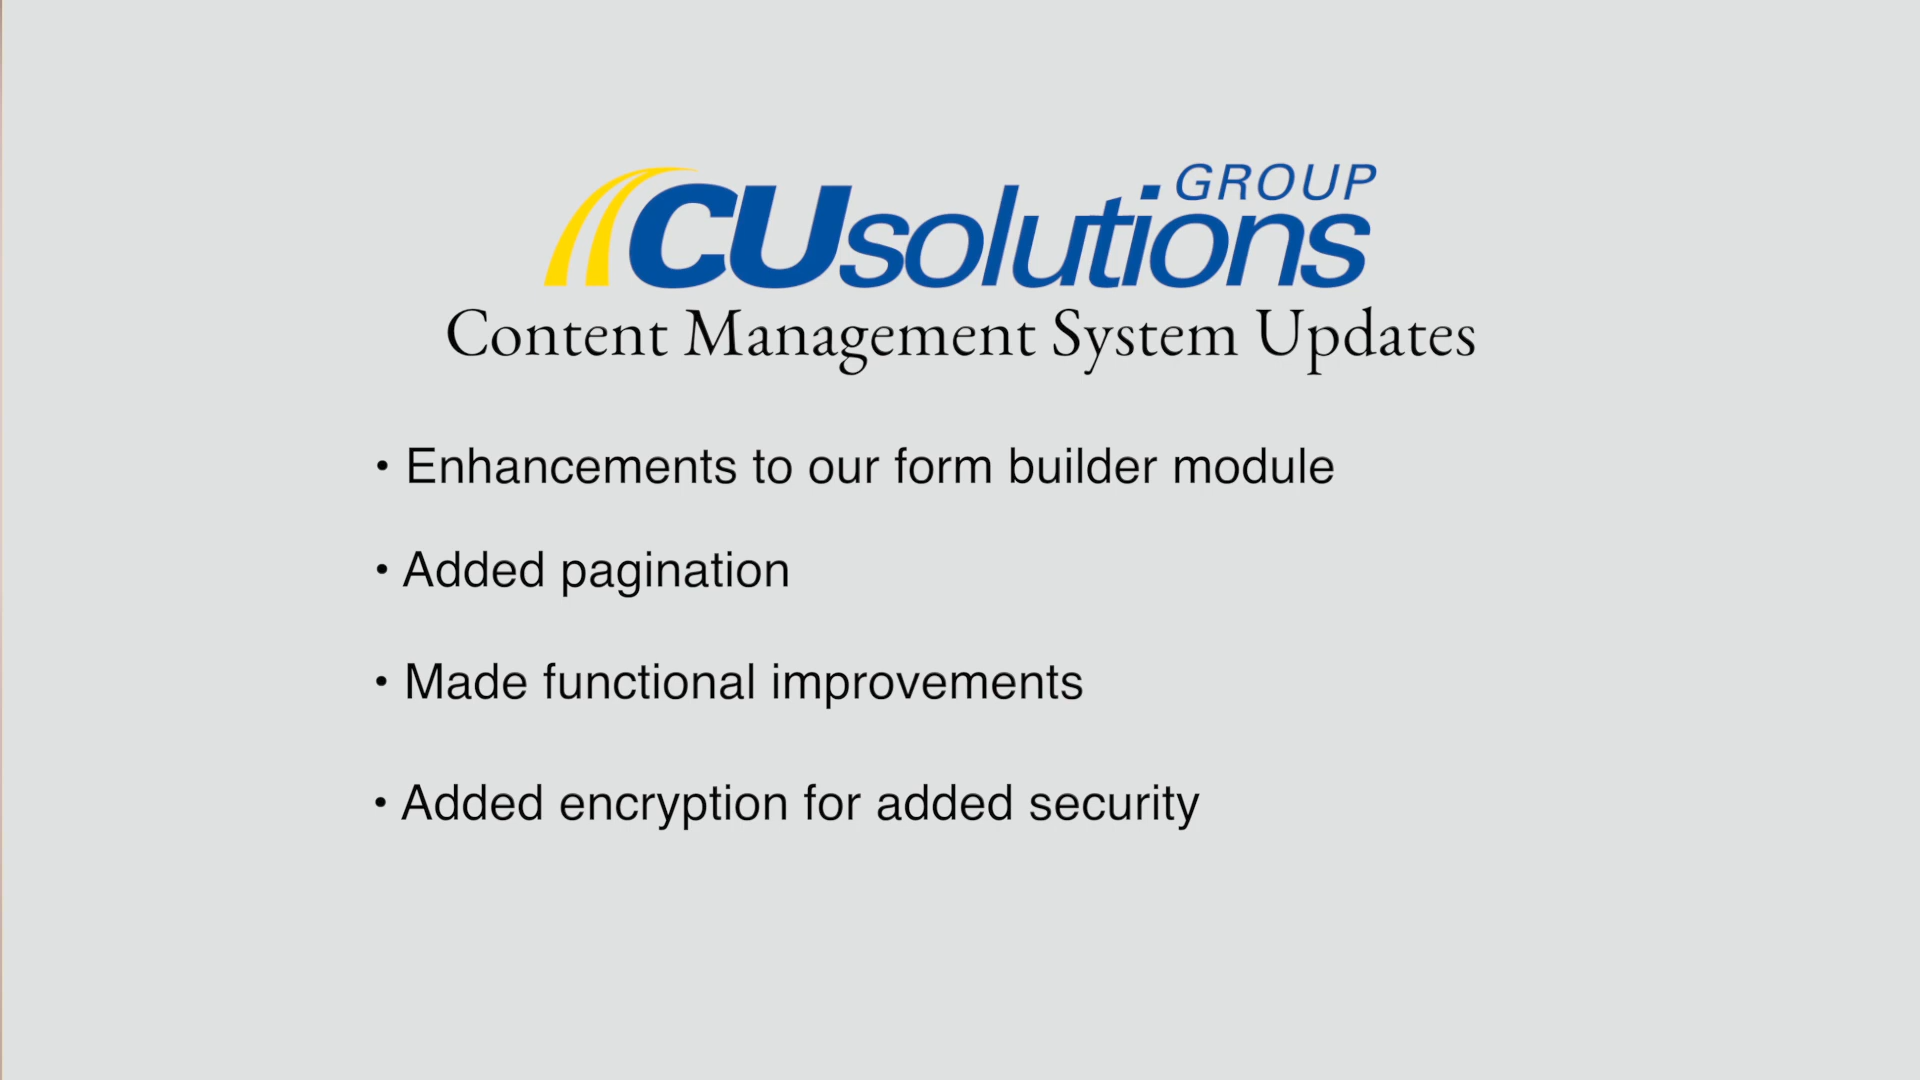 CUsolutions GROUP
Content Management System Updates
• Enhancements to our form builder module
• Added pagination
• Made functional improvements
• Added encryption for added security